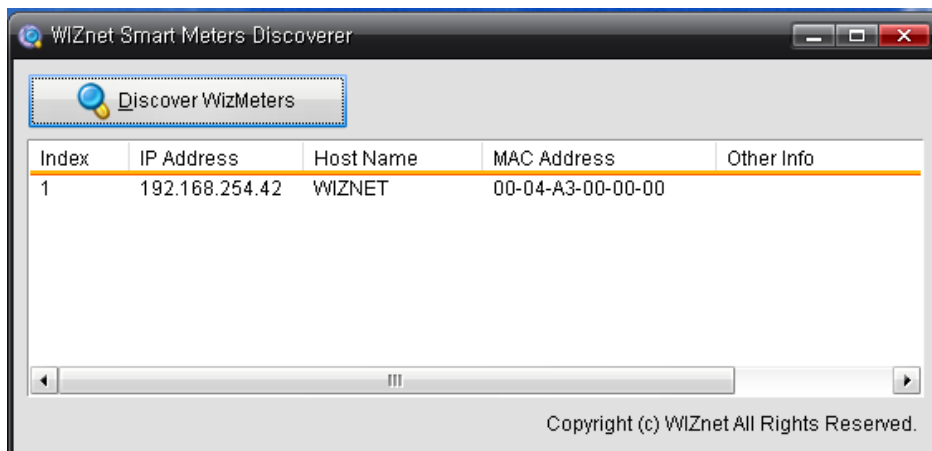 WIZnet Smart Meters Discoverer
Discover WizMeters
Index IP Address Host Name MAC Address Other Info
1 192.168.254.42 WIZNET 00-04-A3-00-00-00
Copyright (c) WIZnet All Rights Reserved.